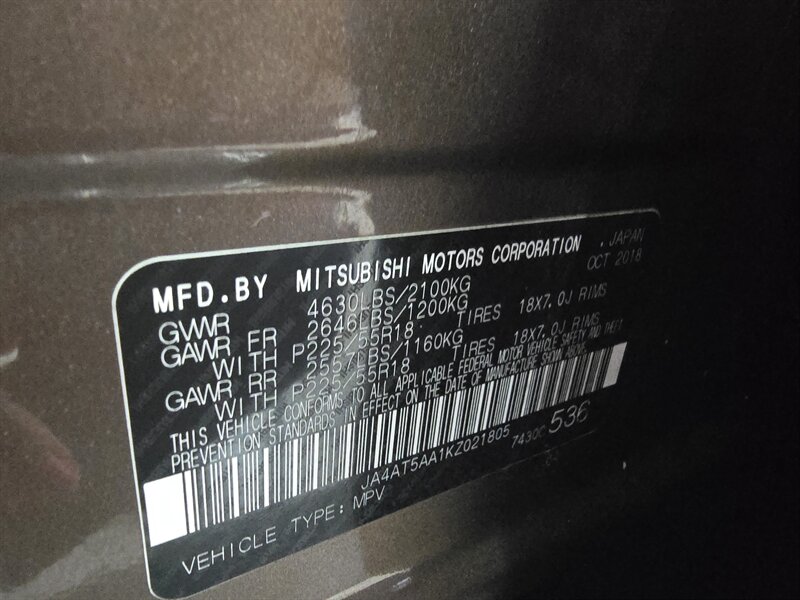 MFD.BY MITSUBISHI MOTORS CORPORATION , JAPAN
OCT 2018
GVWR 4630LBS/2100KG
GAWR FR 2646LBS/1200KG
WITH P225/55R18 TIRES 18X7.0J RIMS
GAWR RR 2557LBS/1160KG
WITH P225/55R18 TIRES 18X7.0J RIMS
THIS VEHICLE CONFORMS TO ALL APPLICABLE FEDERAL MOTOR VEHICLE SAFETY AND THEFT
PREVENTION STANDARDS IN EFFECT ON THE DATE OF MANUFACTURE SHOWN ABOVE.
JA4AT5AA1KZ021805 7430C 536
VEHICLE TYPE: MPV